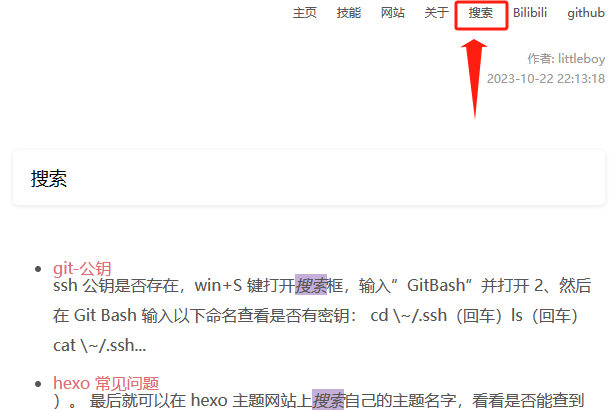 主页 技能 网站 关于 搜索 Bilibili github
作者: littleboy
2023-10-22 22:13:18
搜索
git-公钥
ssh 公钥是否存在，win+S 键打开搜索框，输入”GitBash”并打开 2、然后
在 Git Bash 输入以下命名查看是否有密钥： cd \~/.ssh（回车）ls（回车）
cat \~/.ssh...
hexo 常见问题
）。 最后就可以在 hexo 主题网站上搜索自己的主题名字，看看是否能查到